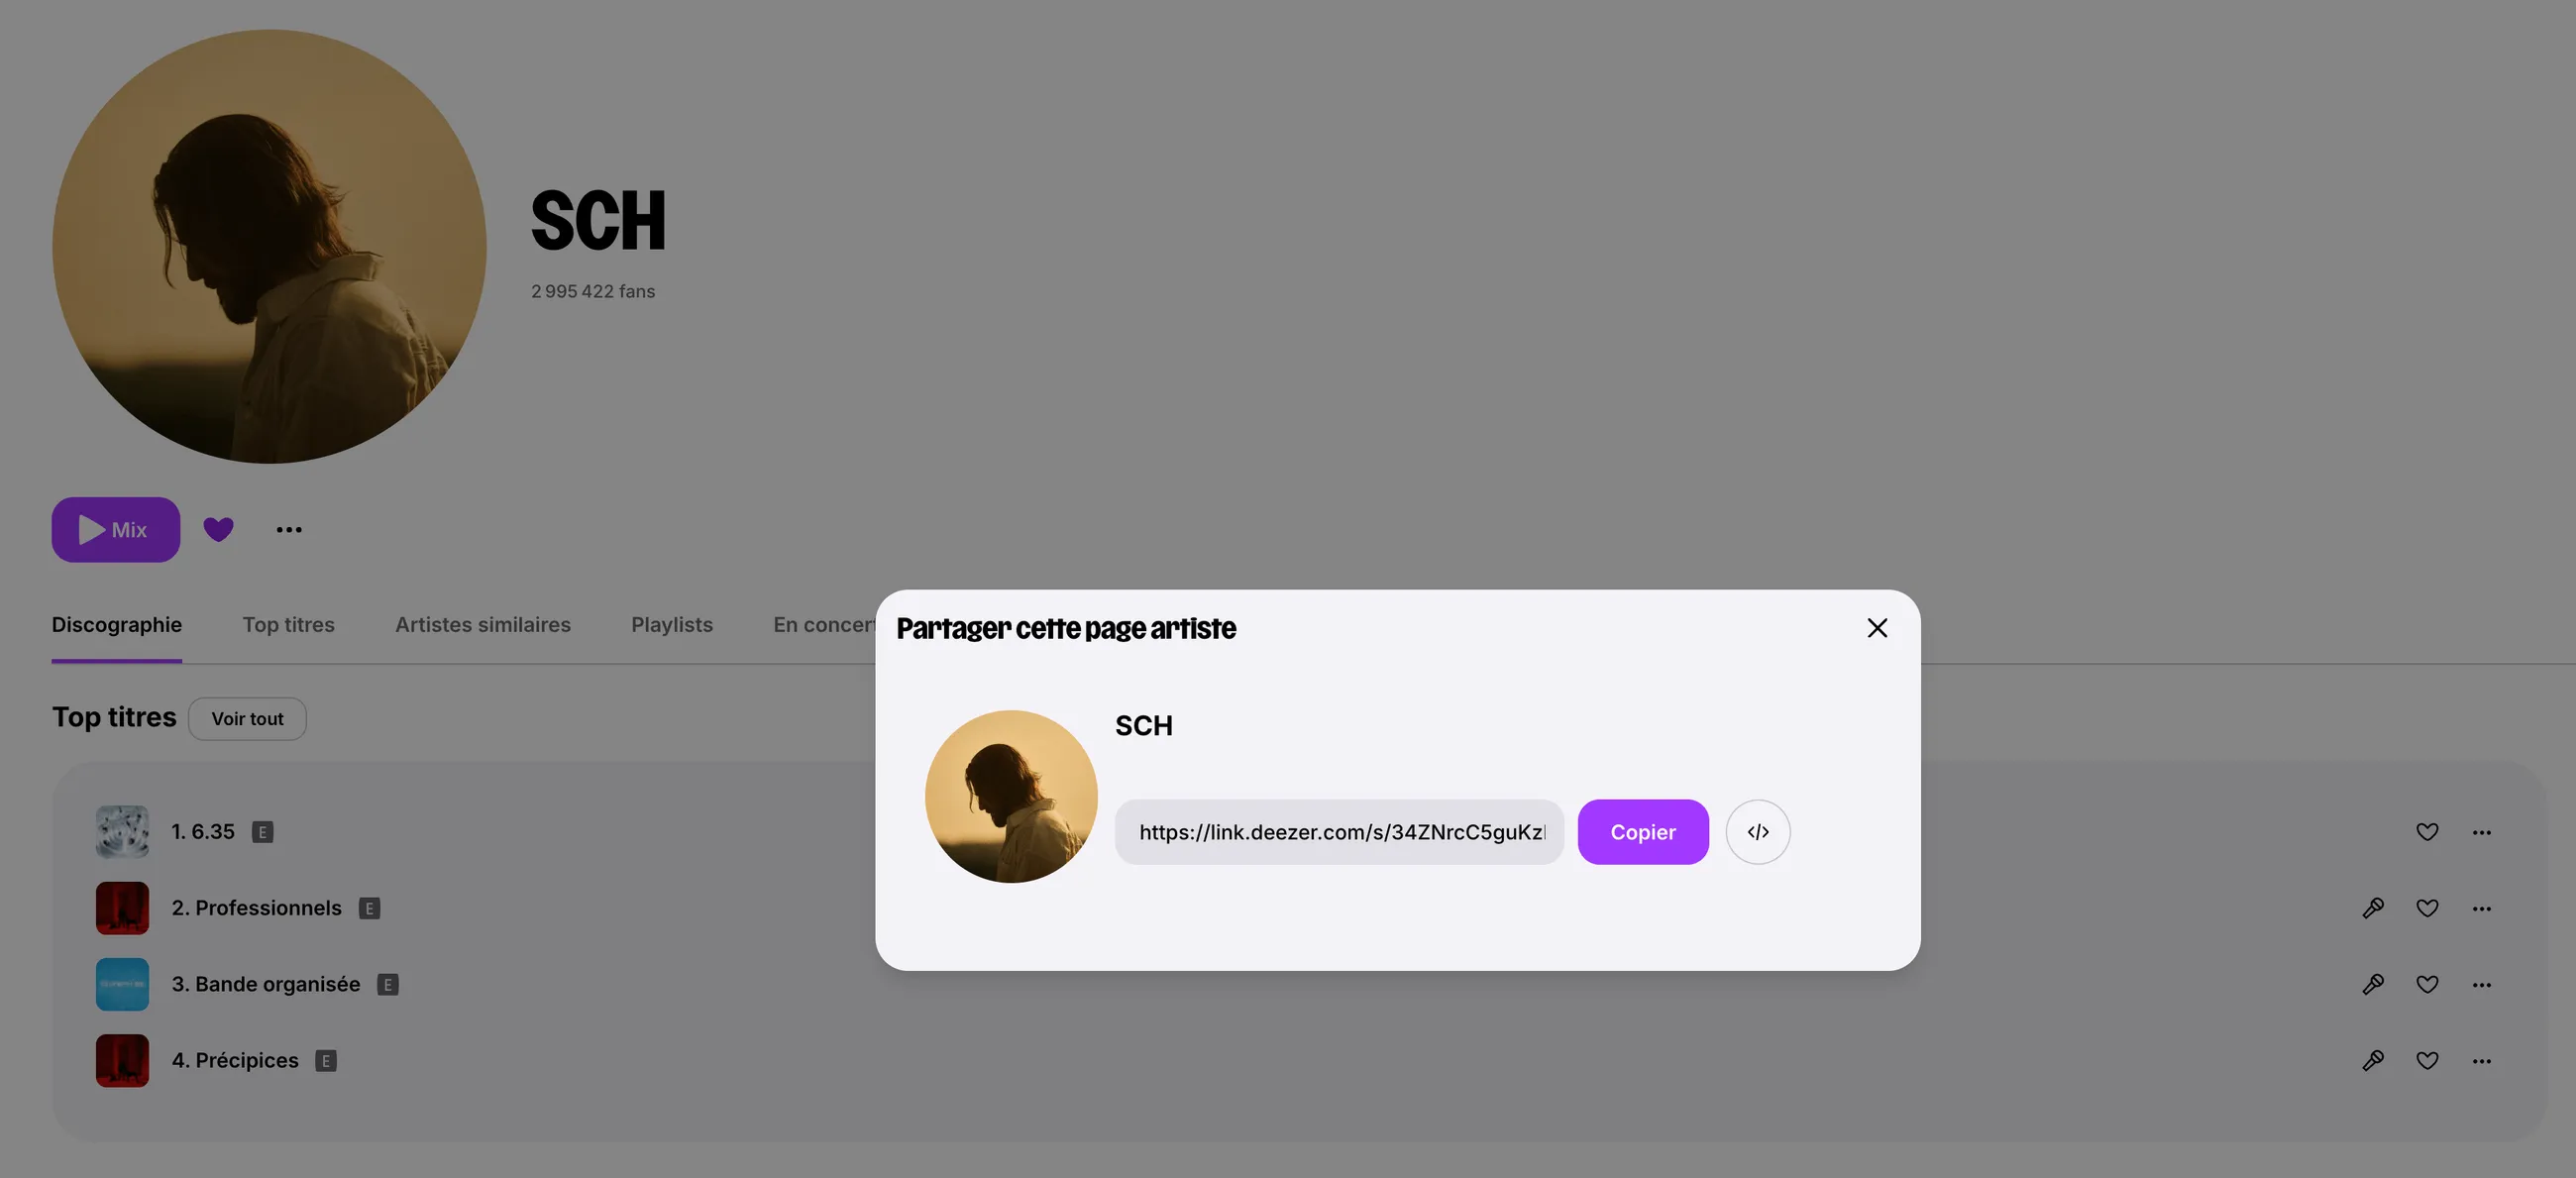 SCH
2 995 422 fans
Mix
Discographie Top titres Artistes similaires Playlists En concert
Partager cette page artiste
SCH
https://link.deezer.com/s/34ZNrcC5guKz
Copier
Top titres Voir tout
1. 6.35 E
2. Professionnels E
3. Bande organisée E
4. Précipices E